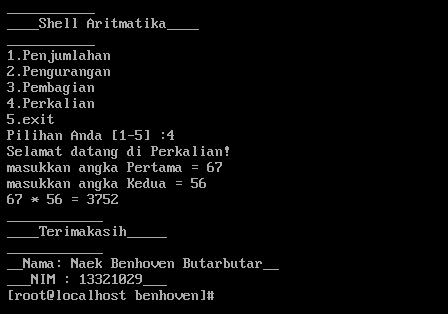 ___________
____Shell Aritmatika____
___________
1.Penjumlahan
2.Pengurangan
3.Pembagian
4.Perkalian
5.exit
Pilihan Anda [1-5] :4
Selamat datang di Perkalian!
masukkan angka Pertama = 67
masukkan angka Kedua = 56
67 * 56 = 3752
____________
____Terimakasih_____
____________
__Nama: Naek Benhoven Butarbutar__
___NIM : 13321029___
[root@localhost benhoven]#